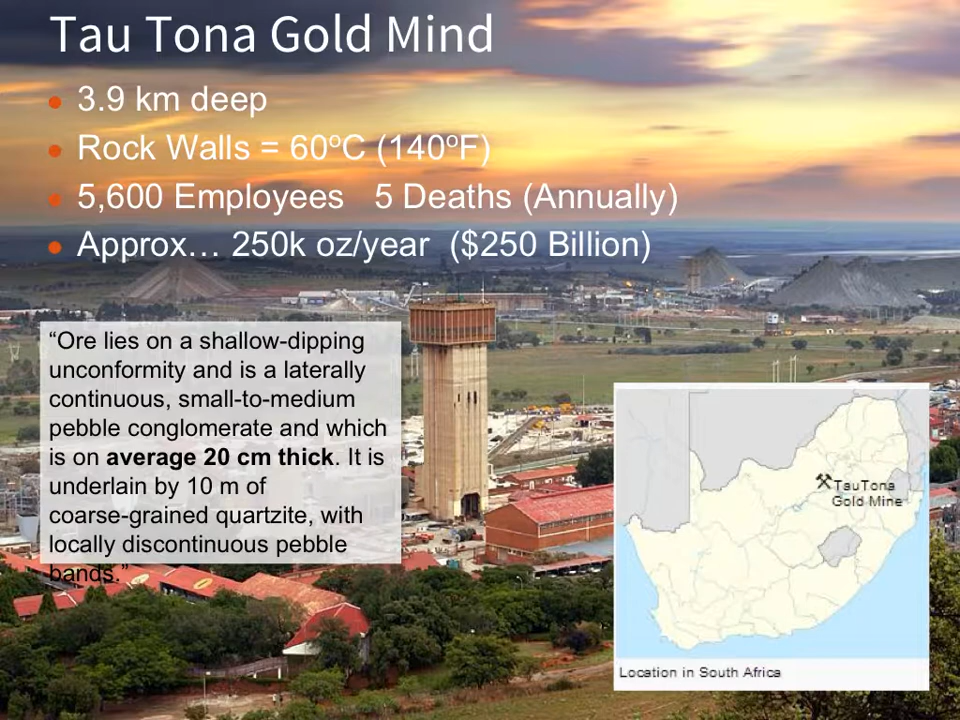 Tau Tona Gold Mind
● 3.9 km deep
● Rock Walls = 60ºC (140ºF)
● 5,600 Employees   5 Deaths (Annually)
● Approx… 250k oz/year  ($250 Billion)
“Ore lies on a shallow-dipping
unconformity and is a laterally
continuous, small-to-medium
pebble conglomerate and which
is on average 20 cm thick. It is
underlain by 10 m of
coarse-grained quartzite, with
locally discontinuous pebble
bands.”
TauTona
Gold Mine
Location in South Africa